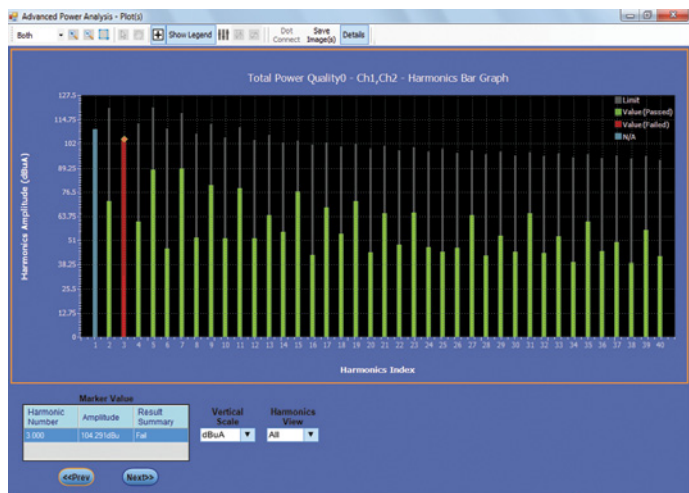 Advanced Power Analysis - Plot(s)
Both
Show Legend
Dot Connect
Save Image(s)
Details
Total Power Quality0 - Ch1,Ch2 - Harmonics Bar Graph
Harmonics Amplitude (dBuA)
127.5
114.75
102
89.25
76.5
63.75
51
38.25
25.5
12.75
0
Limit
Value(Passed)
Value(Failed)
N/A
1 2 3 4 5 6 7 8 9 10 11 12 13 14 15 16 17 18 19 20 21 22 23 24 25 26 27 28 29 30 31 32 33 34 35 36 37 38 39 40
Harmonics Index
Marker Value
Harmonic Number
Amplitude
Result Summary
3.000
104.291dBu
Fail
Vertical Scale
dBuA
Harmonics View
All
<<Prev
Next>>